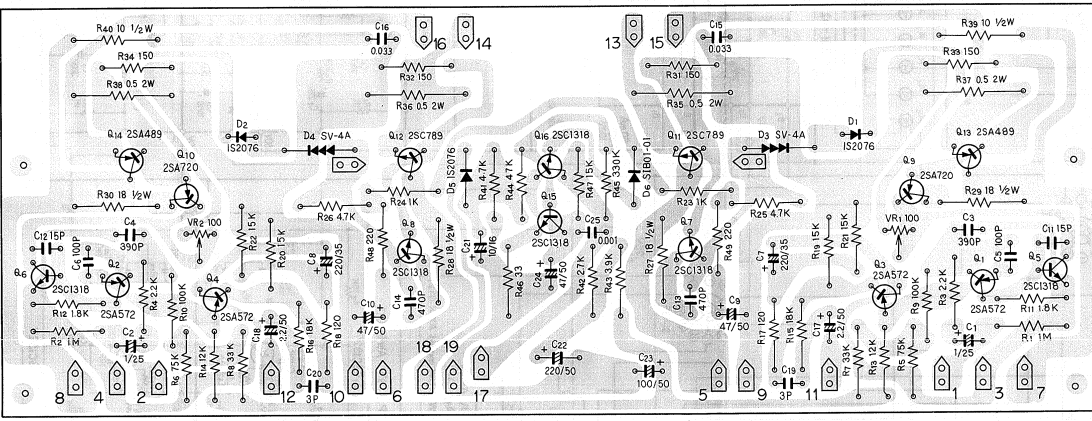 R40 10 1/2W
C16
0.033
16
14
13
15
C15
0.033
R39 10 1/2W
R34 150
R32 150
R31 150
R33 150
R38 0.5 2W
R36 0.5 2W
R35 0.5 2W
R37 0.5 2W
D2
IS2076
D1
IS2076
Q14 2SA489
D4 SV-4A
Q12 2SC789
Q16 2SC1318
Q11 2SC789
D3 SV-4A
Q13 2SA489
Q10
2SA720
D5 IS2076
R41 4.7K
R44 4.7K
R47 15K
R45 330K
D6 S1B01-01
Q9
2SA720
R30 18 1/2W
R24 1K
R23 1K
R29 18 1/2W
R26 4.7K
Q15
2SC1318
C25
0.001
R25 4.7K
C4
390P
VR2 100
R22 15K
R20 15K
R48 220
Q8
2SC1318
R28 18 1/2W
C21
10/16
R27 18 1/2W
Q7
2SC1318
R49 220
R19 15K
R21 15K
VR1 100
C3
390P
C12 15P
C6 100P
C8
220/35
C7
220/35
C5 100P
C11 15P
Q6
2SC1318
Q2
2SA572
Q4
2SA572
R46 33
C24
47/50
R42 2.7K
R43 3.9K
Q3
2SA572
Q1
2SA572
Q5
2SC1318
R12 1.8K
R4 2.2K
R10 100K
C14
470P
C13
470P
R9 100K
R3 2.2K
R11 1.8K
R2 1M
C2
1/25
C18
2.2/50
R16 18K
R18 120
C10
47/50
C9
47/50
R17 120
R15 18K
C17
2.2/50
C1
1/25
R1 1M
R6 75K
R14 12K
R8 33K
C22
220/50
C23
100/50
R7 33K
R13 12K
R5 75K
C20
3P
C19
3P
18
19
8
4
2
12
10
6
17
5
9
11
1
3
7